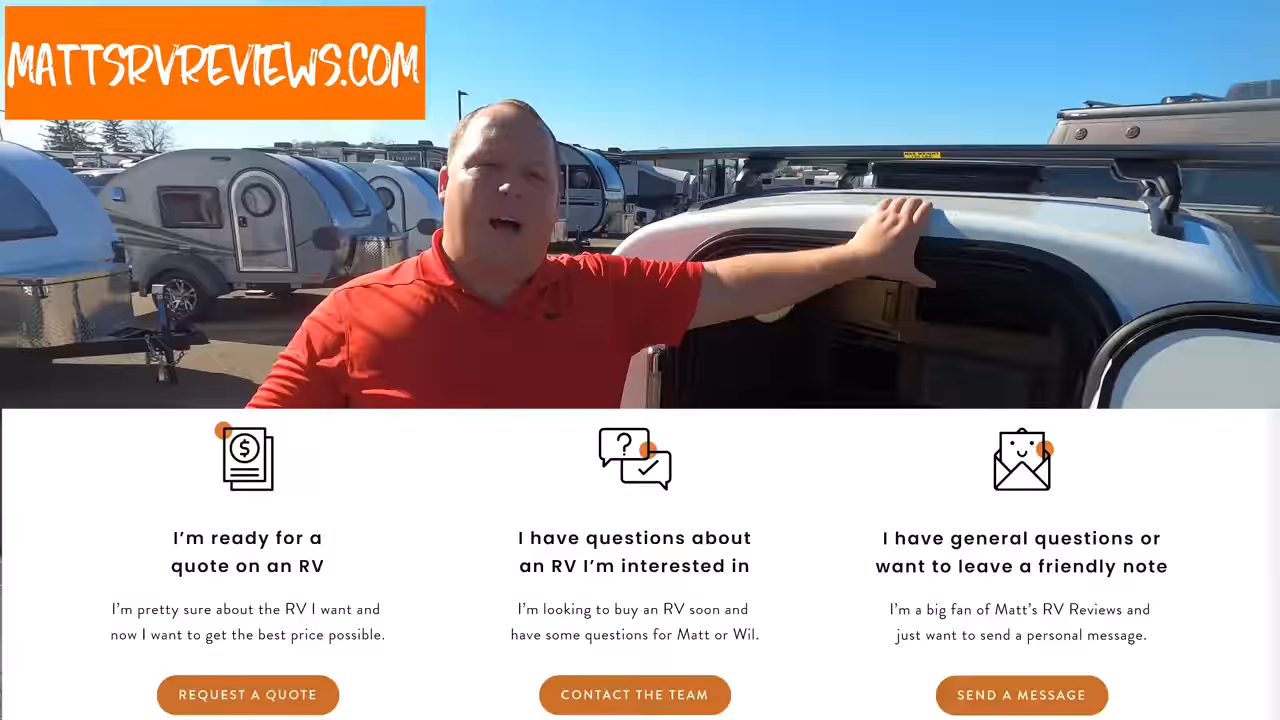 MATTSRVREVIEWS.COM
I'm ready for a
quote on an RV
I'm pretty sure about the RV I want and
now I want to get the best price possible.
REQUEST A QUOTE
I have questions about
an RV I'm interested in
I'm looking to buy an RV soon and
have some questions for Matt or Wil.
CONTACT THE TEAM
I have general questions or
want to leave a friendly note
I'm a big fan of Matt's RV Reviews and
just want to send a personal message.
SEND A MESSAGE